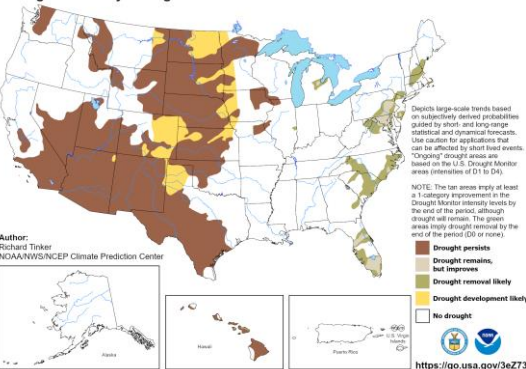 Depicts large-scale trends based
on subjectively derived probabilities
guided by short- and long-range
statistical and dynamical forecasts.
Use caution for applications that
can be affected by short lived events.
"Ongoing" drought areas are
based on the U.S. Drought Monitor
areas (intensities of D1 to D4).
NOTE: The tan areas imply at least
a 1-category improvement in the
Drought Monitor intensity levels by
the end of the period, although
drought will remain. The green
areas imply drought removal by the
end of the period (D0 or none).
Author:
Richard Tinker
NOAA/NWS/NCEP Climate Prediction Center
Drought persists
Drought remains,
but improves
Drought removal likely
Drought development likely
No drought
Alaska
Hawaii
Puerto Rico
U.S. Virgin
Islands
https://go.usa.gov/3eZ73